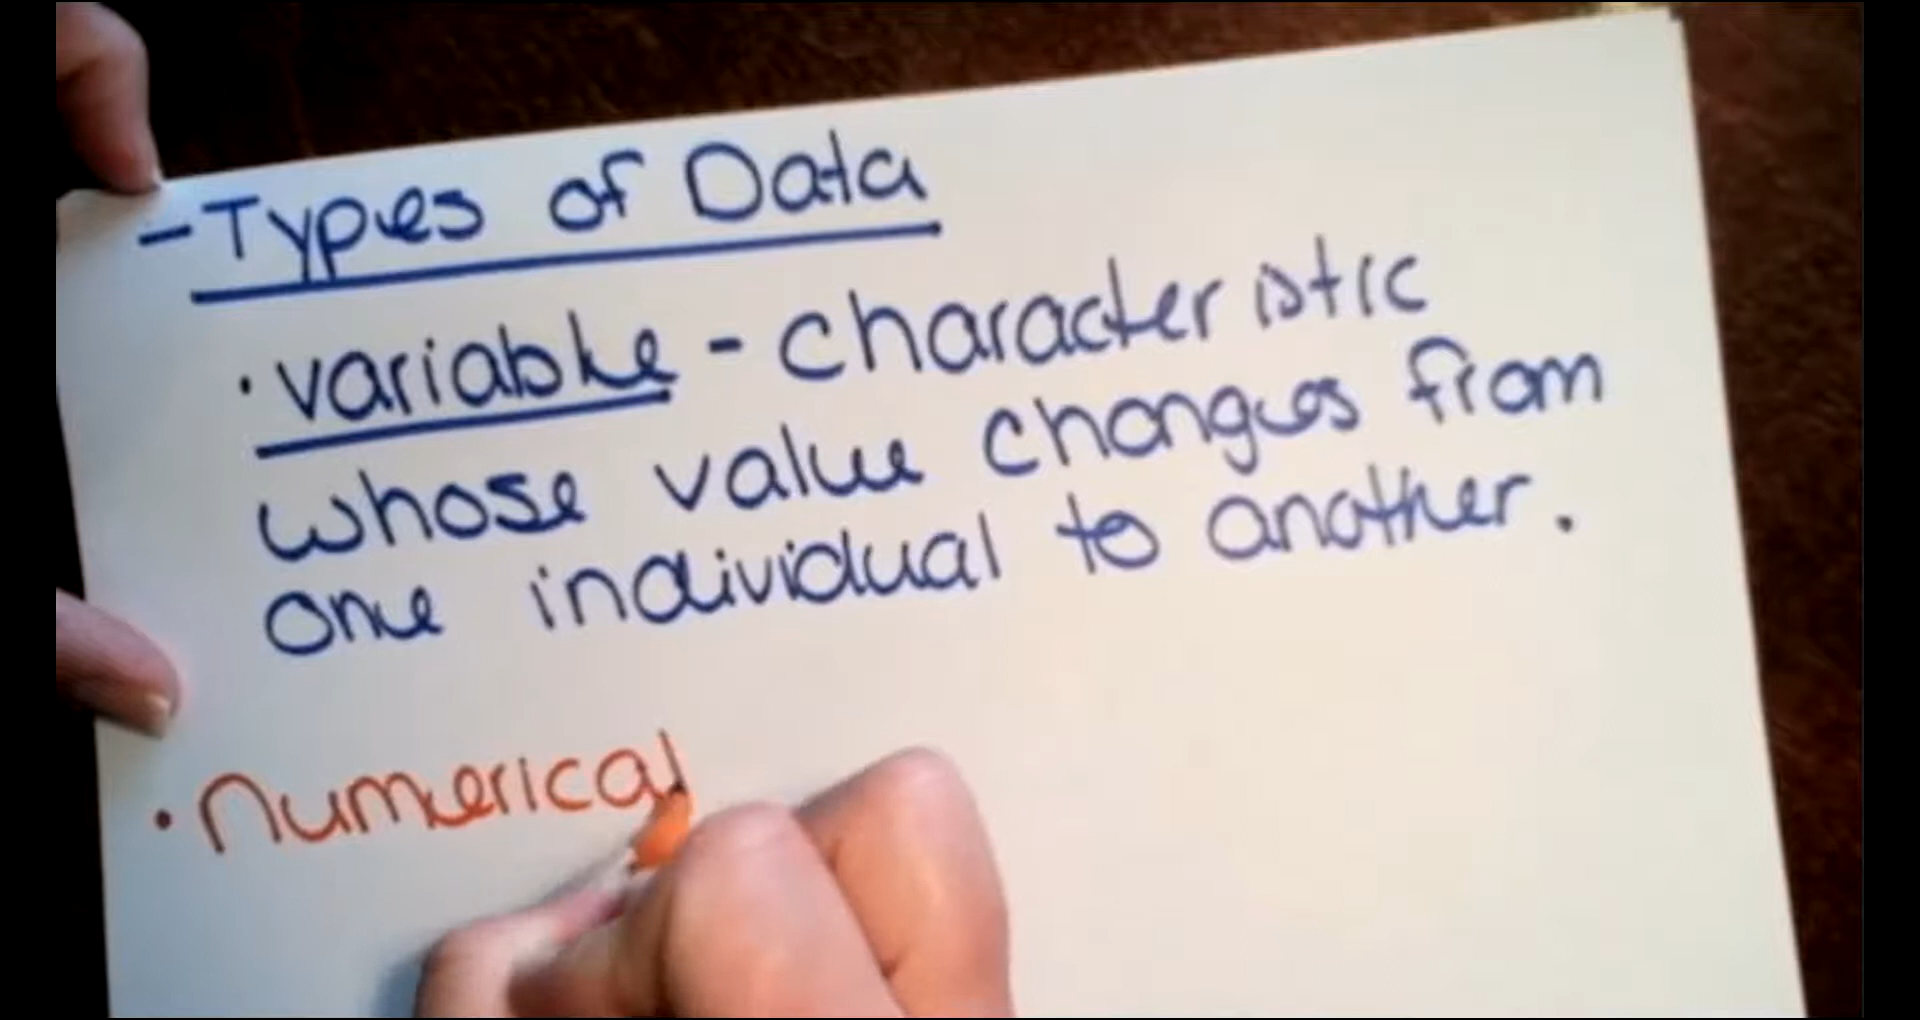 - Types of Data
· variable - characteristic
whose value changes from
one individual to another.
· numerical